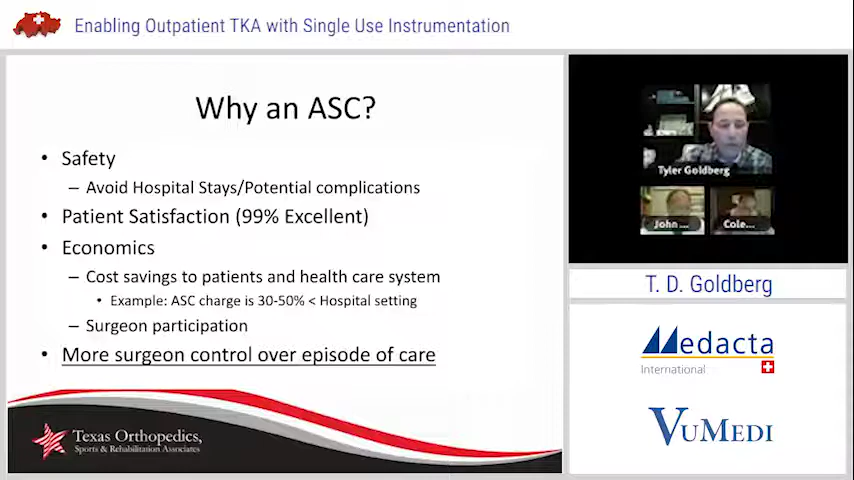 Enabling Outpatient TKA with Single Use Instrumentation
Why an ASC?
• Safety
– Avoid Hospital Stays/Potential complications
• Patient Satisfaction (99% Excellent)
• Economics
– Cost savings to patients and health care system
• Example: ASC charge is 30-50% < Hospital setting
– Surgeon participation
• More surgeon control over episode of care
Texas Orthopedics,
Sports & Rehabilitation Associates
Tyler Goldberg
John ...
Cole...
T. D. Goldberg
Medacta
International
VUMEDI